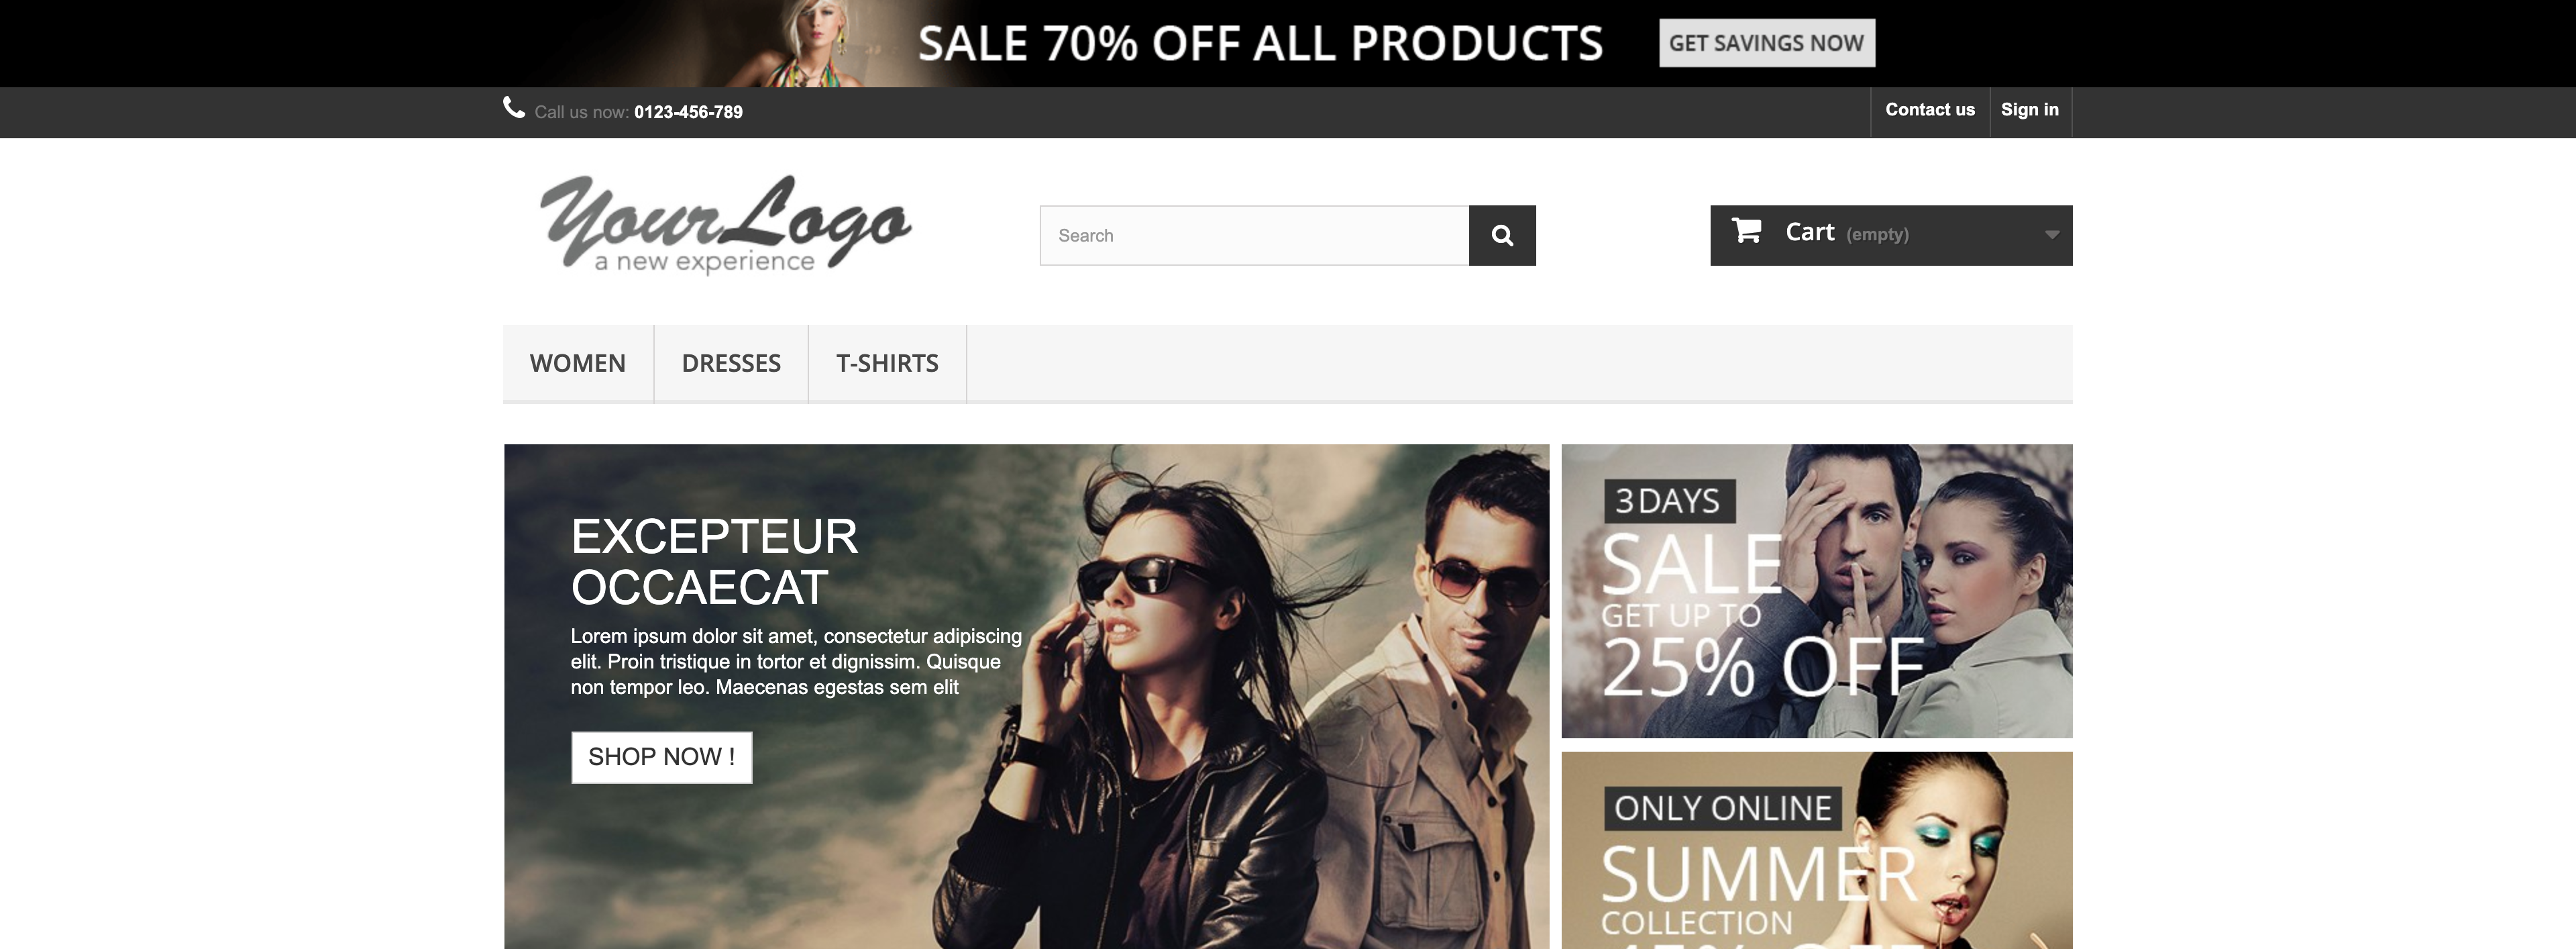 SALE 70% OFF ALL PRODUCTS
GET SAVINGS NOW
Call us now: 0123-456-789
Contact us
Sign in
YourLogo
a new experience
Search
Cart (empty)
WOMEN
DRESSES
T-SHIRTS
EXCEPTEUR
OCCAECAT
Lorem ipsum dolor sit amet, consectetur adipiscing
elit. Proin tristique in tortor et dignissim. Quisque
non tempor leo. Maecenas egestas sem elit
SHOP NOW !
3 DAYS
SALE
GET UP TO
25% OFF
ONLY ONLINE
SUMMER
COLLECTION